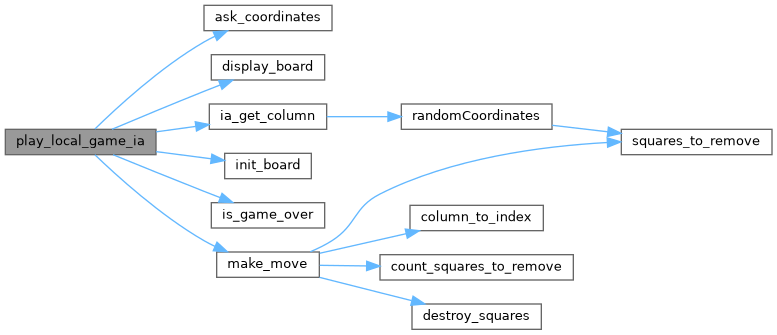 ask_coordinates
display_board
ia_get_column
randomCoordinates
play_local_game_ia
squares_to_remove
init_board
is_game_over
column_to_index
make_move
count_squares_to_remove
destroy_squares